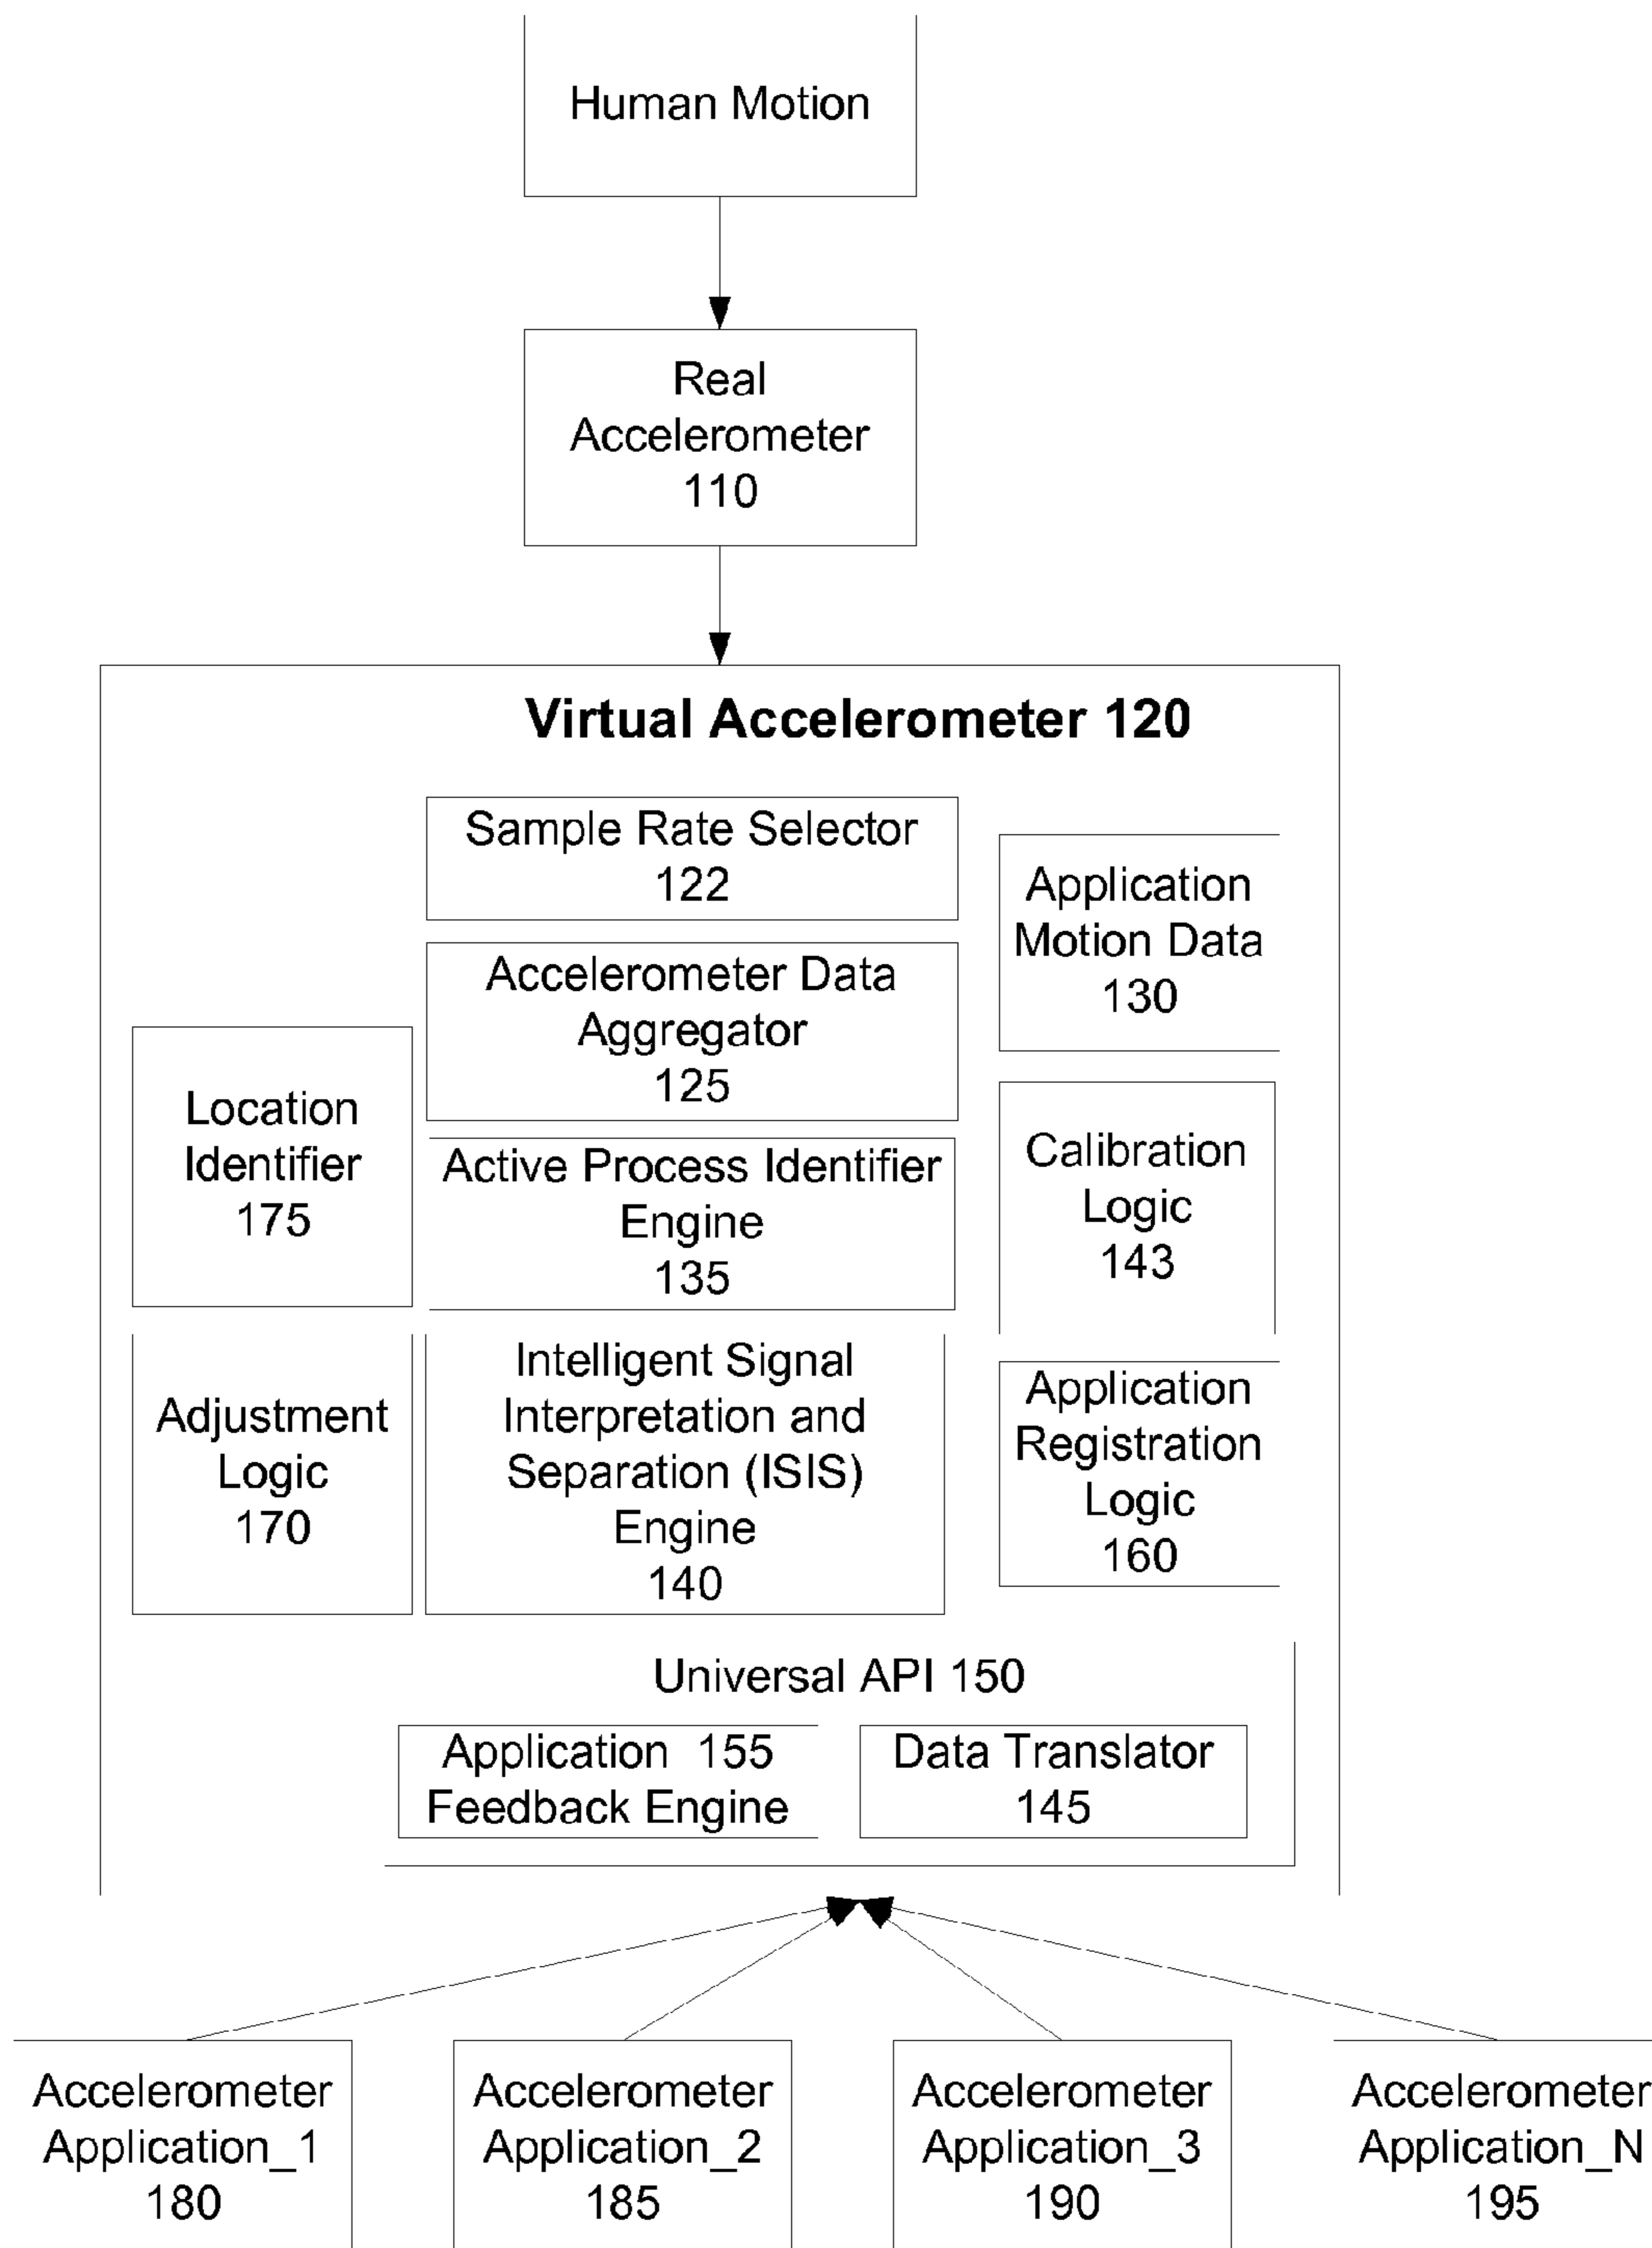 Human Motion
Real
Accelerometer
110
Virtual Accelerometer 120
Sample Rate Selector
122
Application
Motion Data
130
Accelerometer Data
Aggregator
125
Location
Identifier
175
Active Process Identifier
Engine
135
Calibration
Logic
143
Adjustment
Logic
170
Intelligent Signal
Interpretation and
Separation (ISIS)
Engine
140
Application
Registration
Logic
160
Universal API 150
Application 155
Feedback Engine
Data Translator
145
Accelerometer
Application_1
180
Accelerometer
Application_2
185
Accelerometer
Application_3
190
Accelerometer
Application_N
195